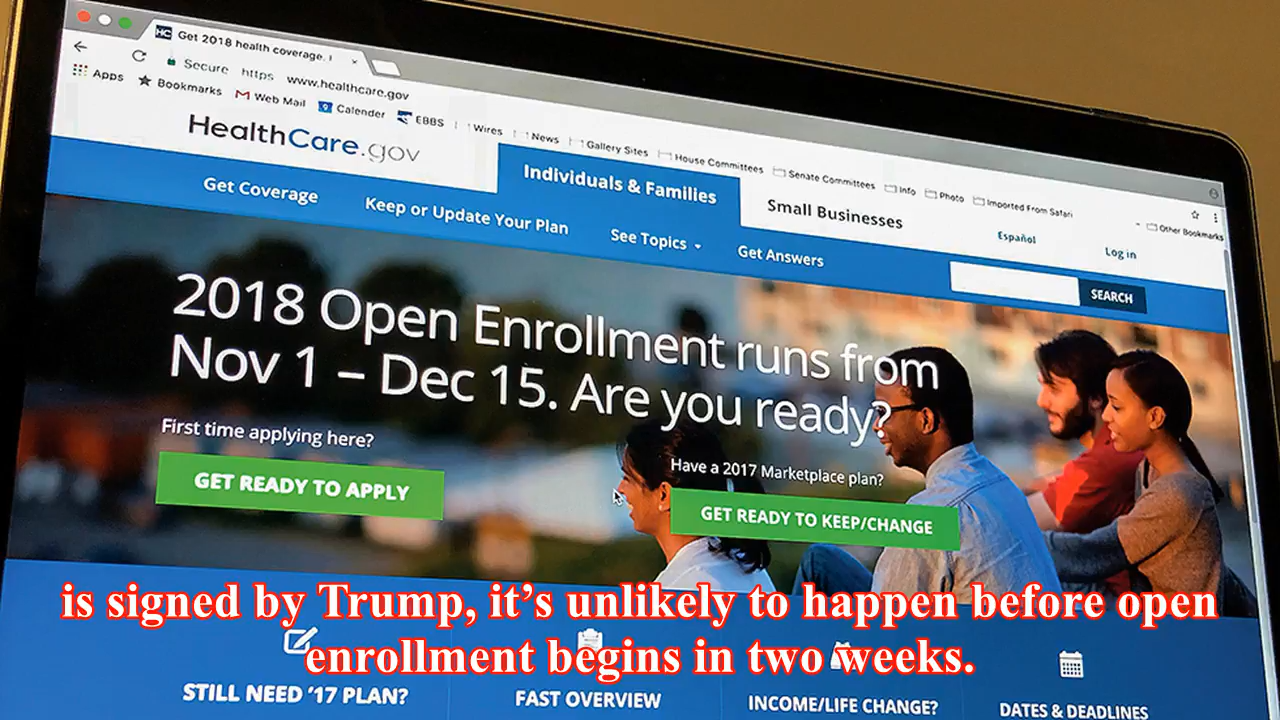 HC Get 2018 health coverage.
Secure https www.healthcare.gov
Apps Bookmarks Web Mail Calender EBBS Wires News Gallery Sites House Committees Senate Committees Info Photo Imported From Safari
Other Bookmarks
HealthCare.gov
Individuals & Families
Small Businesses
Español
Log in
Get Coverage
Keep or Update Your Plan
See Topics
Get Answers
SEARCH
2018 Open Enrollment runs from
Nov 1 – Dec 15. Are you ready?
First time applying here?
GET READY TO APPLY
Have a 2017 Marketplace plan?
GET READY TO KEEP/CHANGE
is signed by Trump, it’s unlikely to happen before open
enrollment begins in two weeks.
STILL NEED ’17 PLAN?
FAST OVERVIEW
INCOME/LIFE CHANGE?
DATES & DEADLINES